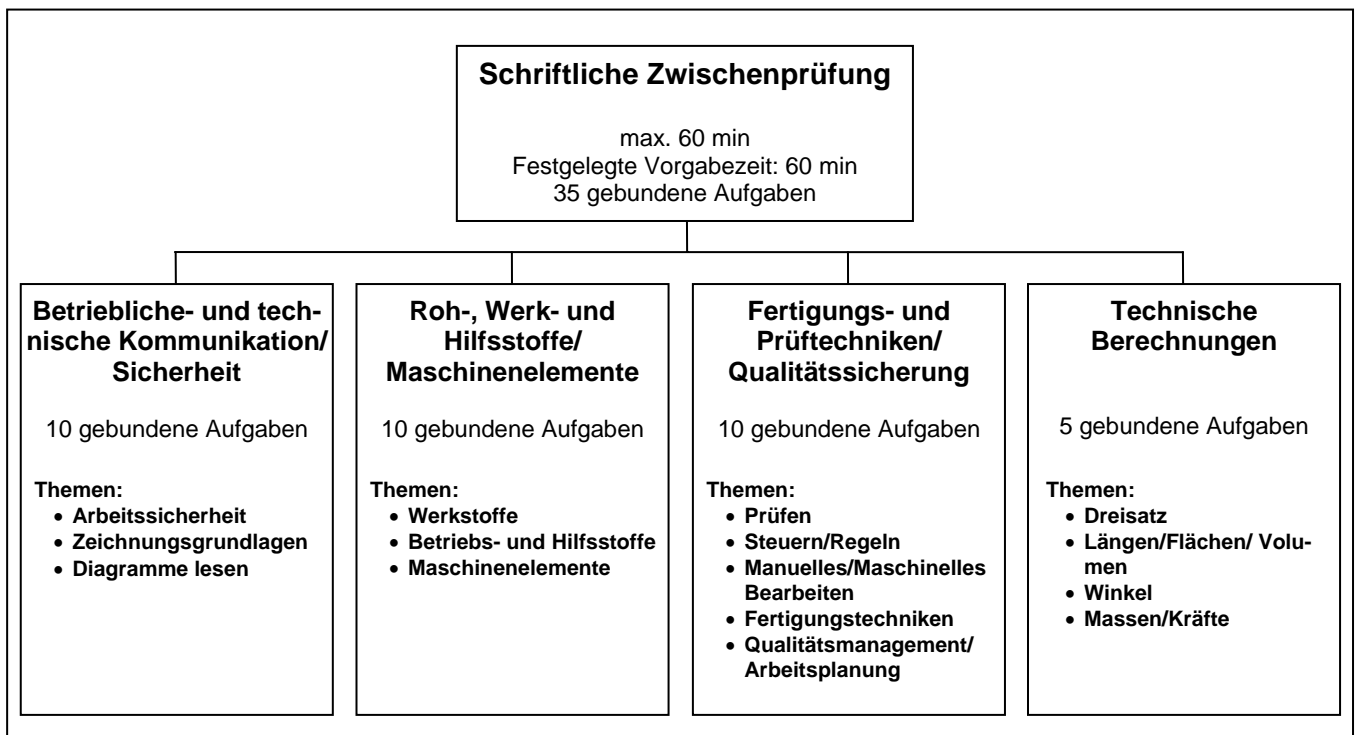 Schriftliche Zwischenprüfung
max. 60 min
Festgelegte Vorgabezeit: 60 min
35 gebundene Aufgaben
Betriebliche- und tech-
nische Kommunikation/
Sicherheit
10 gebundene Aufgaben
Themen:
• Arbeitssicherheit
• Zeichnungsgrundlagen
• Diagramme lesen
Roh-, Werk- und
Hilfsstoffe/
Maschinenelemente
10 gebundene Aufgaben
Themen:
• Werkstoffe
• Betriebs- und Hilfsstoffe
• Maschinenelemente
Fertigungs- und
Prüftechniken/
Qualitätssicherung
10 gebundene Aufgaben
Themen:
• Prüfen
• Steuern/Regeln
• Manuelles/Maschinelles
Bearbeiten
• Fertigungstechniken
• Qualitätsmanagement/
Arbeitsplanung
Technische
Berechnungen
5 gebundene Aufgaben
Themen:
• Dreisatz
• Längen/Flächen/ Volu-
men
• Winkel
• Massen/Kräfte